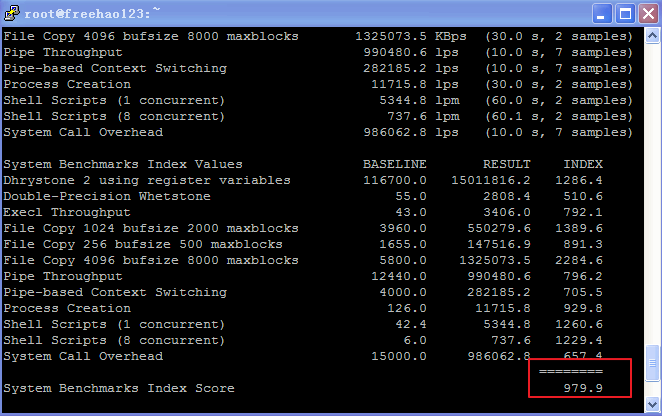 root@freehao123:~
File Copy 4096 bufsize 8000 maxblocks 1325073.5 KBps (30.0 s, 2 samples)
Pipe Throughput 990480.6 lps (10.0 s, 7 samples)
Pipe-based Context Switching 282185.2 lps (10.0 s, 7 samples)
Process Creation 11715.8 lps (30.0 s, 2 samples)
Shell Scripts (1 concurrent) 5344.8 lpm (60.0 s, 2 samples)
Shell Scripts (8 concurrent) 737.6 lpm (60.1 s, 2 samples)
System Call Overhead 986062.8 lps (10.0 s, 7 samples)
System Benchmarks Index Values BASELINE RESULT INDEX
Dhrystone 2 using register variables 116700.0 15011816.2 1286.4
Double-Precision Whetstone 55.0 2808.4 510.6
Execl Throughput 43.0 3406.0 792.1
File Copy 1024 bufsize 2000 maxblocks 3960.0 550279.6 1389.6
File Copy 256 bufsize 500 maxblocks 1655.0 147516.9 891.3
File Copy 4096 bufsize 8000 maxblocks 5800.0 1325073.5 2284.6
Pipe Throughput 12440.0 990480.6 796.2
Pipe-based Context Switching 4000.0 282185.2 705.5
Process Creation 126.0 11715.8 929.8
Shell Scripts (1 concurrent) 42.4 5344.8 1260.6
Shell Scripts (8 concurrent) 6.0 737.6 1229.4
System Call Overhead 15000.0 986062.8 657.4
========
System Benchmarks Index Score 979.9